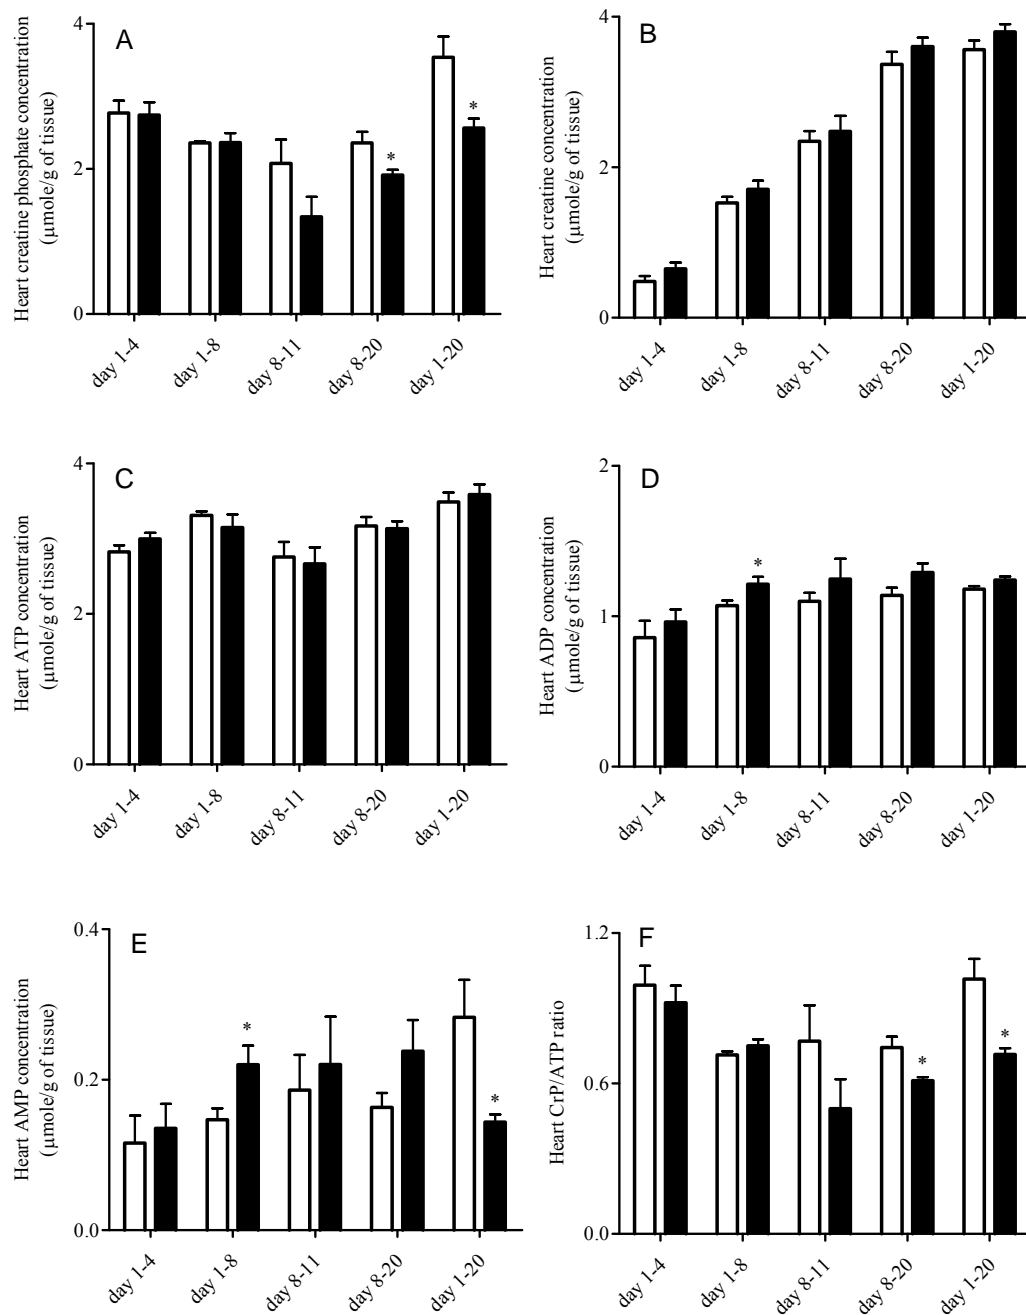 A
Heart creatine phosphate concentration
(µmole/g of tissue)
4
2
0
*
*
day 1-4
day 1-8
day 8-11
day 8-20
day 1-20
B
Heart creatine concentration
(µmole/g of tissue)
4
2
0
day 1-4
day 1-8
day 8-11
day 8-20
day 1-20
C
Heart ATP concentration
(µmole/g of tissue)
4
2
0
day 1-4
day 1-8
day 8-11
day 8-20
day 1-20
D
Heart ADP concentration
(µmole/g of tissue)
2
1
0
*
day 1-4
day 1-8
day 8-11
day 8-20
day 1-20
E
Heart AMP concentration
(µmole/g of tissue)
0.4
0.2
0.0
*
*
day 1-4
day 1-8
day 8-11
day 8-20
day 1-20
F
Heart CrP/ATP ratio
1.2
0.6
0.0
*
*
day 1-4
day 1-8
day 8-11
day 8-20
day 1-20